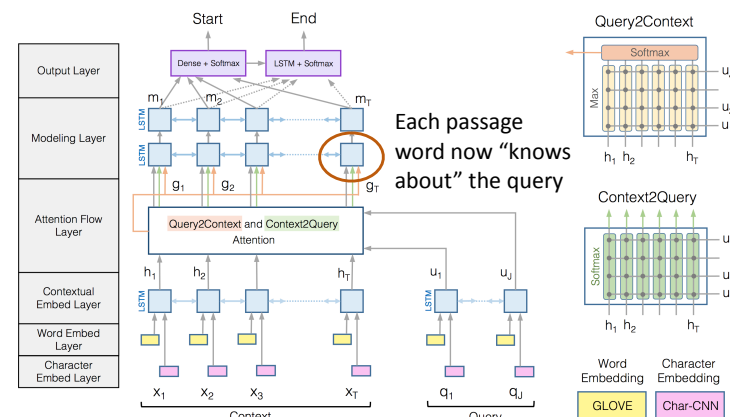 Start
End
Query2Context
Output Layer
Dense + Softmax
LSTM + Softmax
Softmax
Max
u
u
h1 h2 hT
m1 m2 mT
Modeling Layer
LSTM
LSTM
Each passage
word now “knows
about” the query
g1 g2 gT
Attention Flow
Layer
Query2Context and Context2Query
Attention
Context2Query
Softmax
u
u
h1 h2 hT
h1 h2 hT
u1 uJ
Contextual
Embed Layer
LSTM
LSTM
Word Embed
Layer
Character
Embed Layer
x1 x2 x3 xT
q1 qJ
Context
Query
Word
Embedding
Character
Embedding
GLOVE
Char-CNN